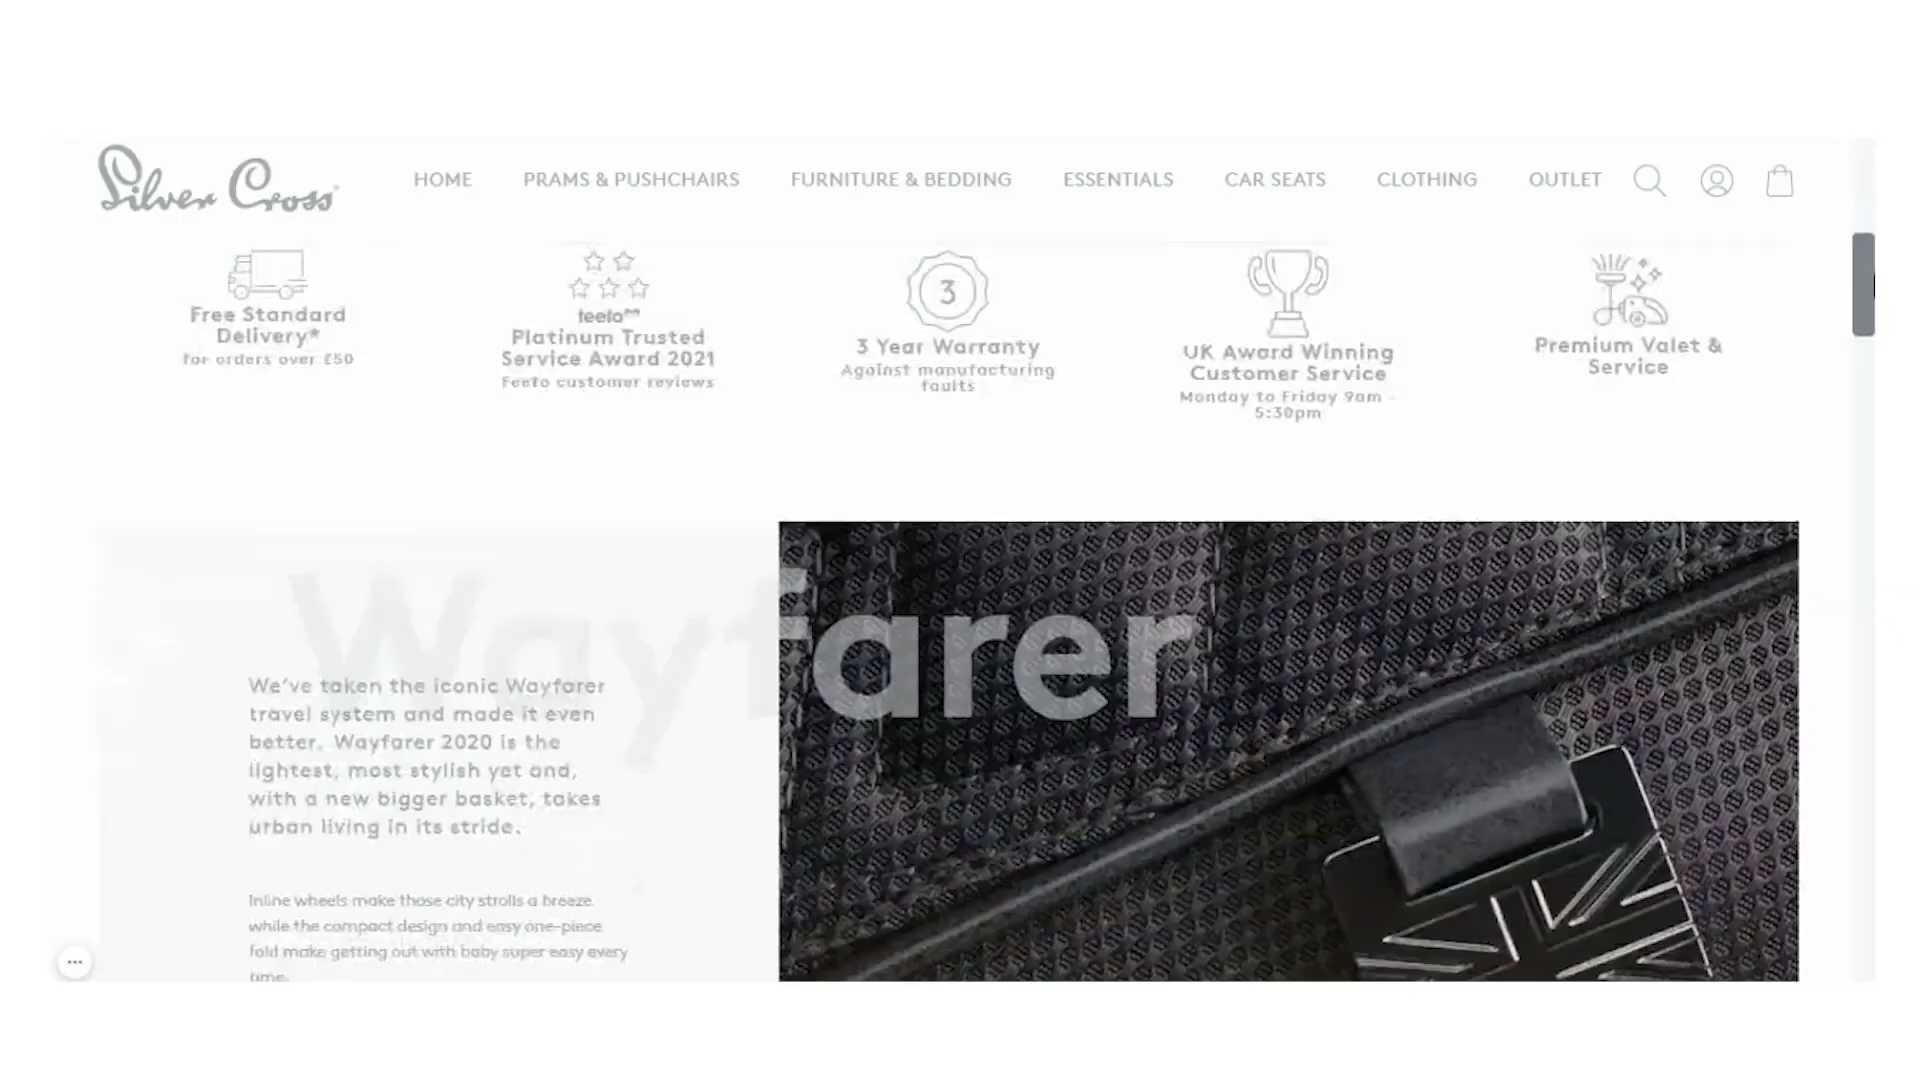 Silver Cross
HOME PRAMS & PUSHCHAIRS FURNITURE & BEDDING ESSENTIALS CAR SEATS CLOTHING OUTLET
Free Standard
Delivery*
for orders over £50
feefo
Platinum Trusted
Service Award 2021
Feefo customer reviews
3
3 Year Warranty
Against manufacturing
faults
UK Award Winning
Customer Service
Monday to Friday 9am -
5:30pm
Premium Valet &
Service
Wayfarer
We've taken the iconic Wayfarer
travel system and made it even
better. Wayfarer 2020 is the
lightest, most stylish yet and,
with a new bigger basket, takes
urban living in its stride.
Inline wheels make those city strolls a breeze
while the compact design and easy one-piece
fold make getting out with baby super easy every
time.